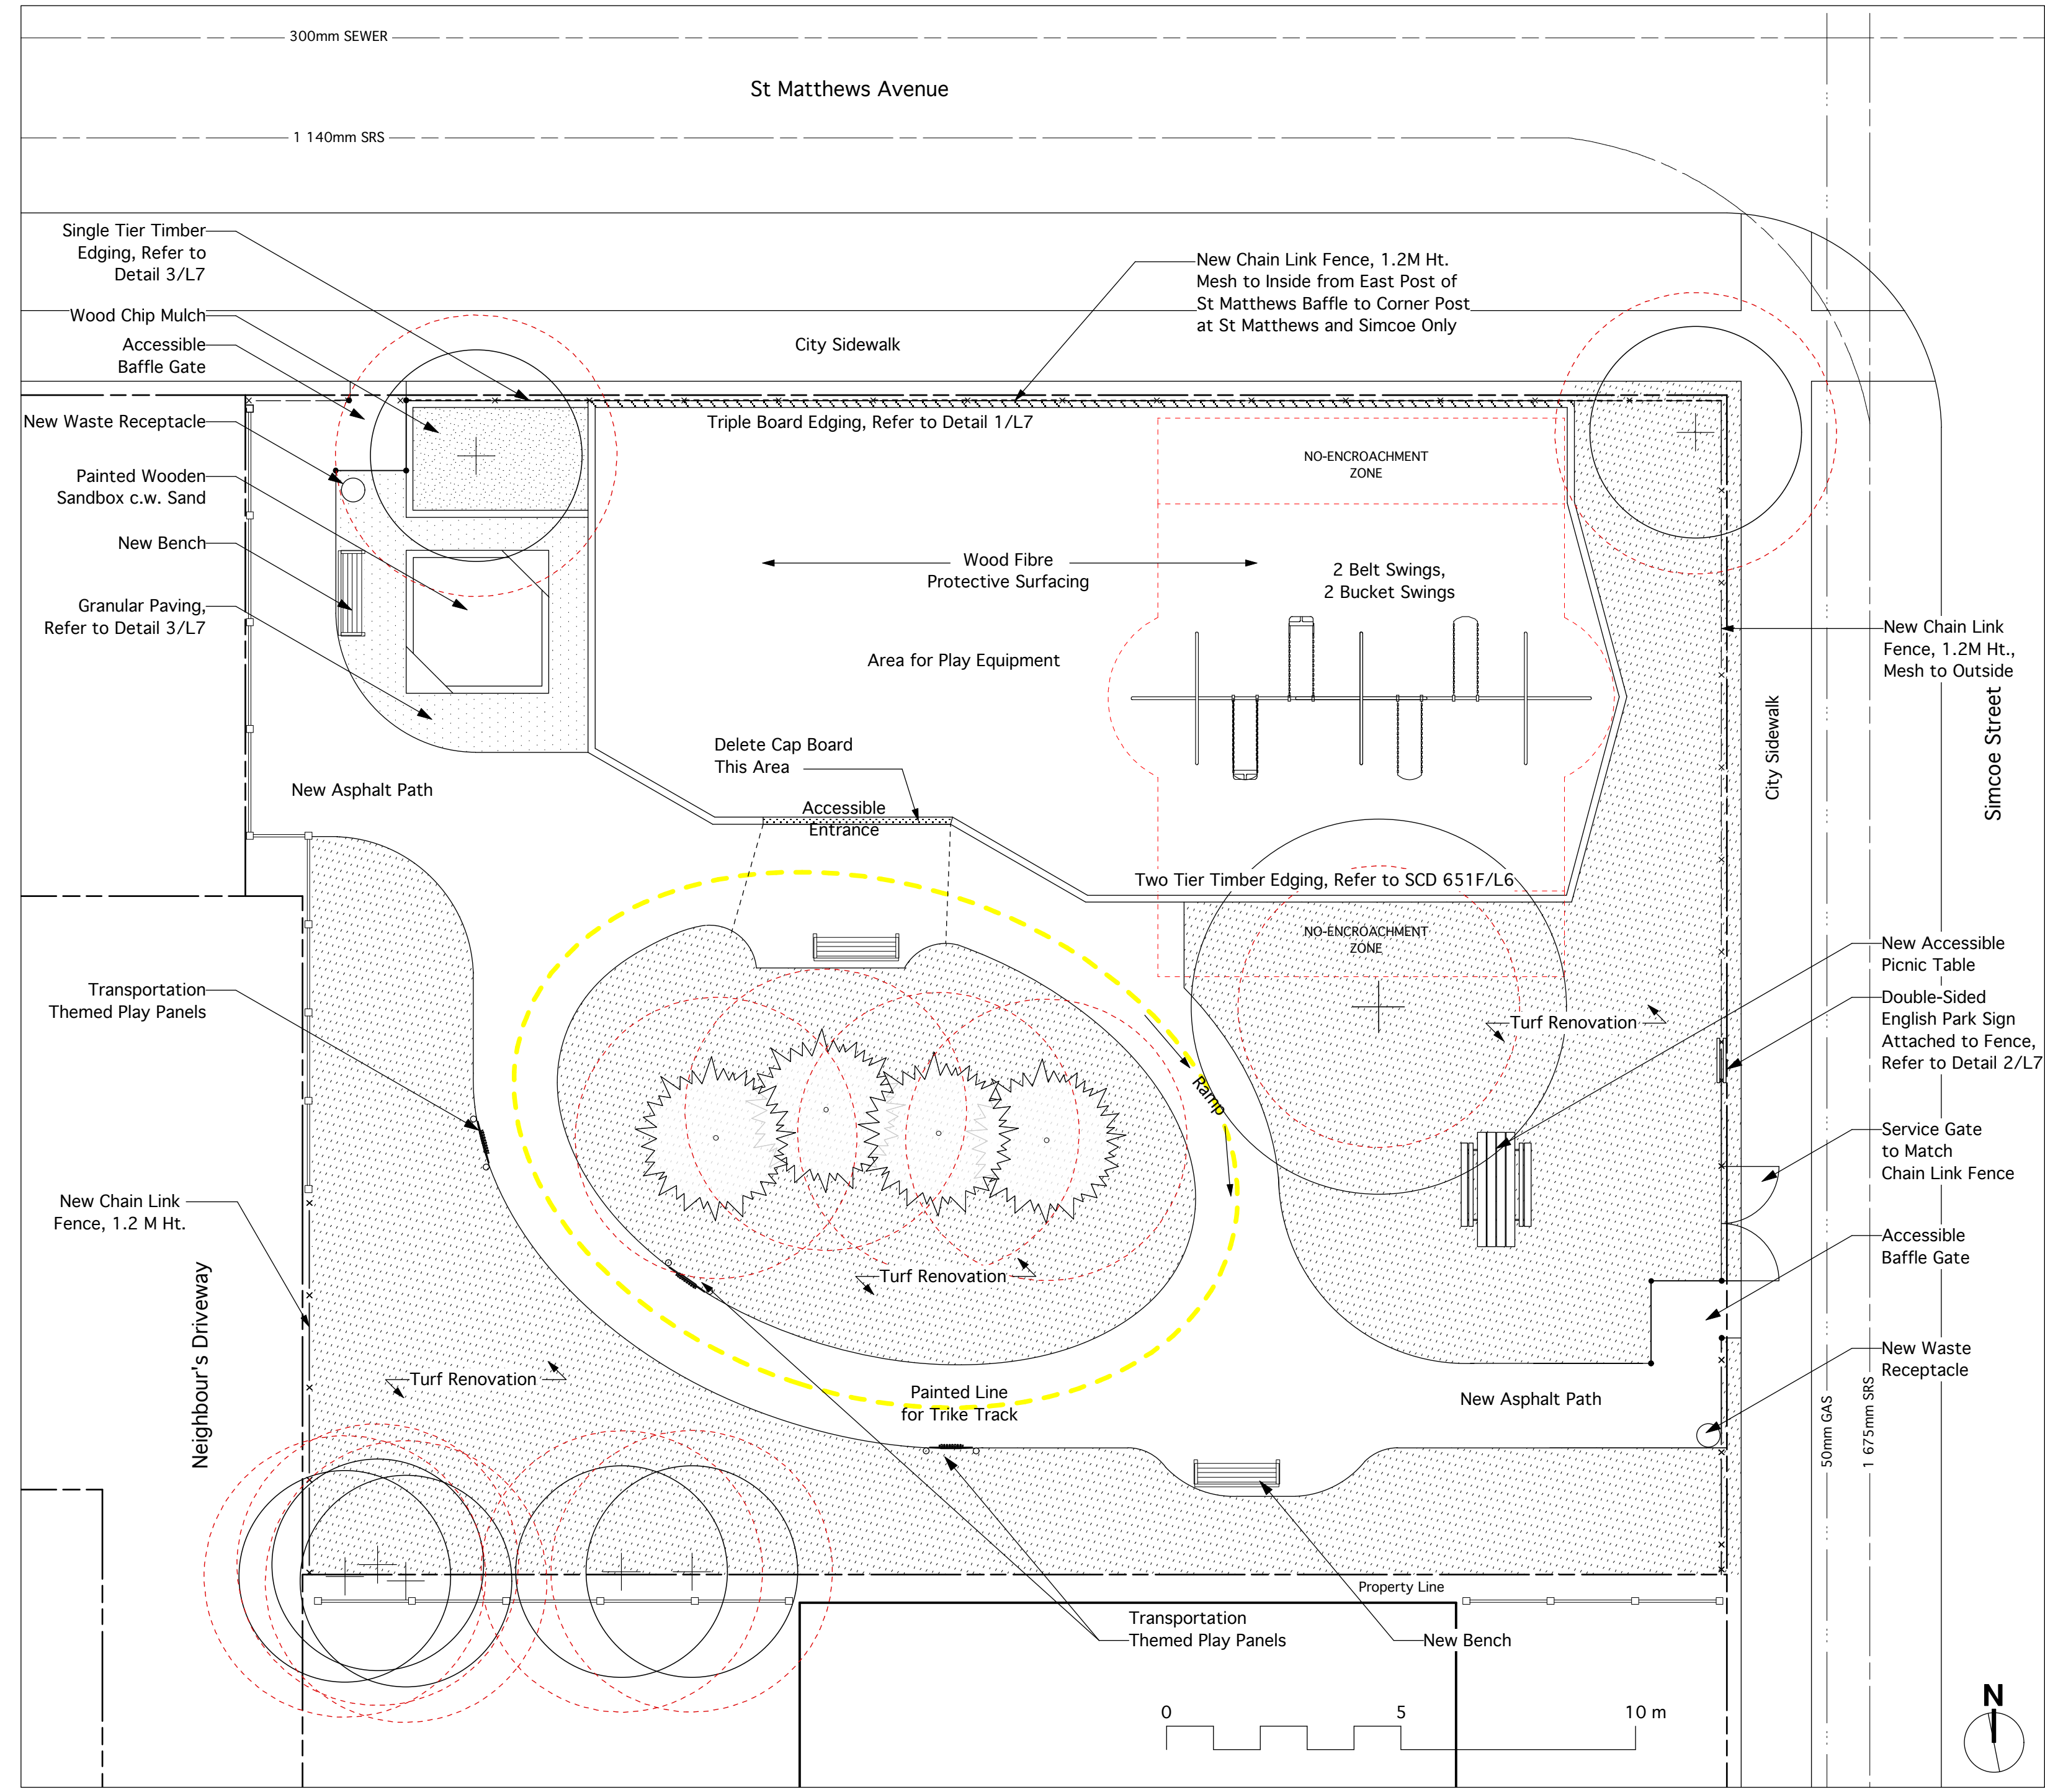 300mm SEWER
St Matthews Avenue
1 140mm SRS
Single Tier Timber
Edging, Refer to
Detail 3/L7
New Chain Link Fence, 1.2M Ht.
Mesh to Inside from East Post of
St Matthews Baffle to Corner Post
at St Matthews and Simcoe Only
Wood Chip Mulch
Accessible
Baffle Gate
City Sidewalk
New Waste Receptacle
Triple Board Edging, Refer to Detail 1/L7
NO-ENCROACHMENT
ZONE
Painted Wooden
Sandbox c.w. Sand
New Bench
Wood Fibre
Protective Surfacing
2 Belt Swings,
2 Bucket Swings
Granular Paving,
Refer to Detail 3/L7
New Chain Link
Fence, 1.2M Ht.,
Mesh to Outside
Area for Play Equipment
City Sidewalk
Simcoe Street
Delete Cap Board
This Area
New Asphalt Path
Accessible
Entrance
Two Tier Timber Edging, Refer to SCD 651F/L6
NO-ENCROACHMENT
ZONE
New Accessible
Picnic Table
Transportation
Themed Play Panels
Double-Sided
English Park Sign
Attached to Fence,
Refer to Detail 2/L7
Turf Renovation
Ramp
Service Gate
to Match
Chain Link Fence
New Chain Link
Fence, 1.2 M Ht.
Accessible
Baffle Gate
Turf Renovation
Neighbour's Driveway
New Waste
Receptacle
Turf Renovation
Painted Line
for Trike Track
New Asphalt Path
50mm GAS
1 675mm SRS
Property Line
Transportation
Themed Play Panels
New Bench
0 5 10 m
N